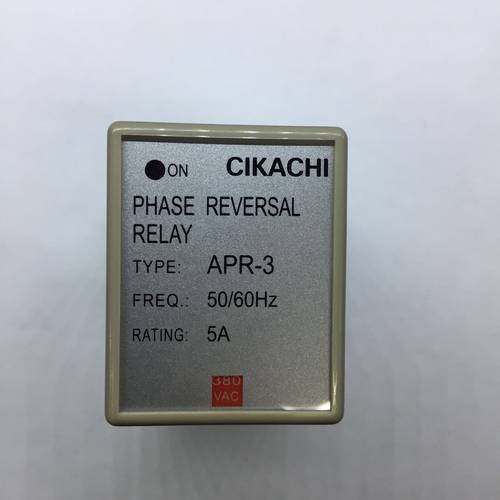 ON CIKACHI
PHASE REVERSAL
RELAY
TYPE: APR-3
FREQ.: 50/60Hz
RATING: 5A
380
VAC